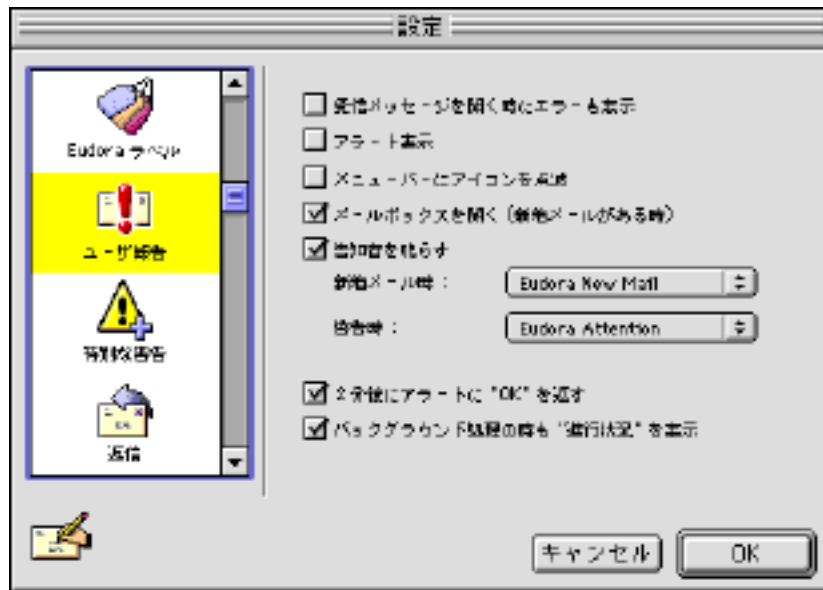 設定
Eudora ラベル
ユーザ報告
特別な警告
返信
受信メッセージを開く時にエラーも表示
アラート表示
メニューバーにアイコンを点滅
メールボックスを開く（新着メールがある時）
告知音を鳴らす
新着メール時：
Eudora New Mail
警告時：
Eudora Attention
2分後にアラートに "OK" を返す
バックグラウンド処理の時も "進行状況" を表示
キャンセル
OK